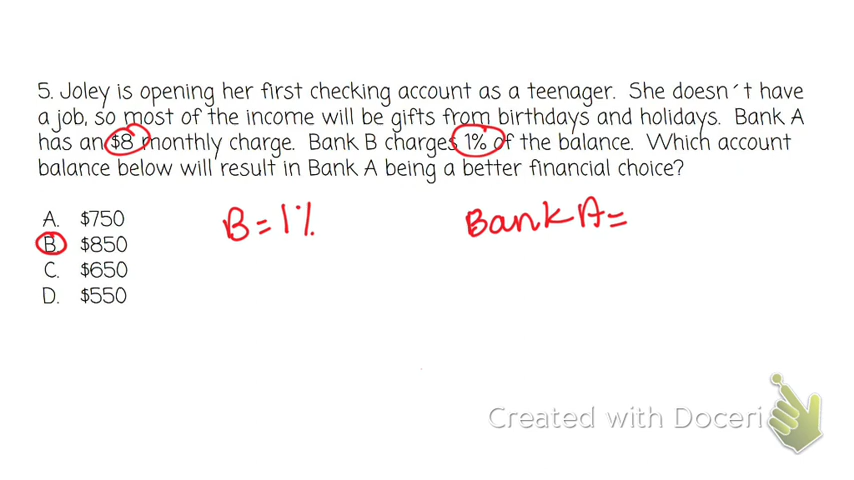 5. Joley is opening her first checking account as a teenager. She doesn´t have
a job, so most of the income will be gifts from birthdays and holidays. Bank A
has an $8 monthly charge. Bank B charges 1% of the balance. Which account
balance below will result in Bank A being a better financial choice?
A. $750
B. $850
C. $650
D. $550
B = 1%
Bank A =
Created with Doceri